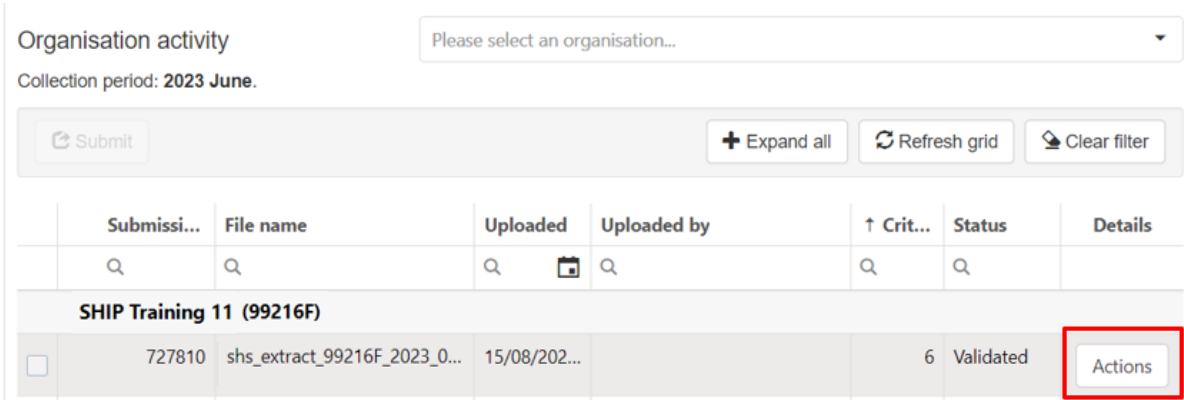 Organisation activity
Please select an organisation...
Collection period: 2023 June.
Submit
Expand all
Refresh grid
Clear filter
Submissi... File name Uploaded Uploaded by ↑ Crit... Status Details
SHIP Training 11 (99216F)
727810 shs_extract_99216F_2023_0... 15/08/202... 6 Validated Actions